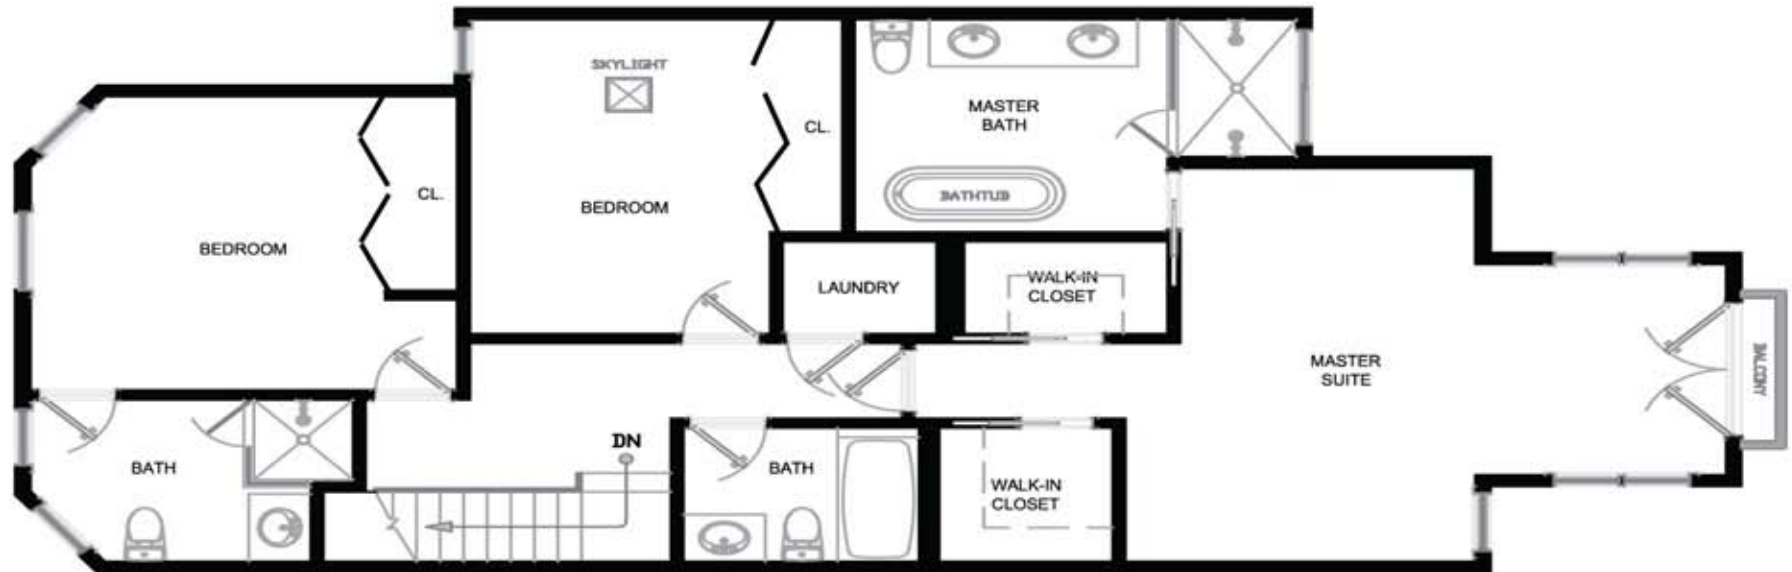 SKYLIGHT
MASTER
BATH
CL.
CL.
BATHTUB
BEDROOM
BEDROOM
LAUNDRY
WALK-IN
CLOSET
MASTER
SUITE
BALCONY
DN
BATH
BATH
WALK-IN
CLOSET